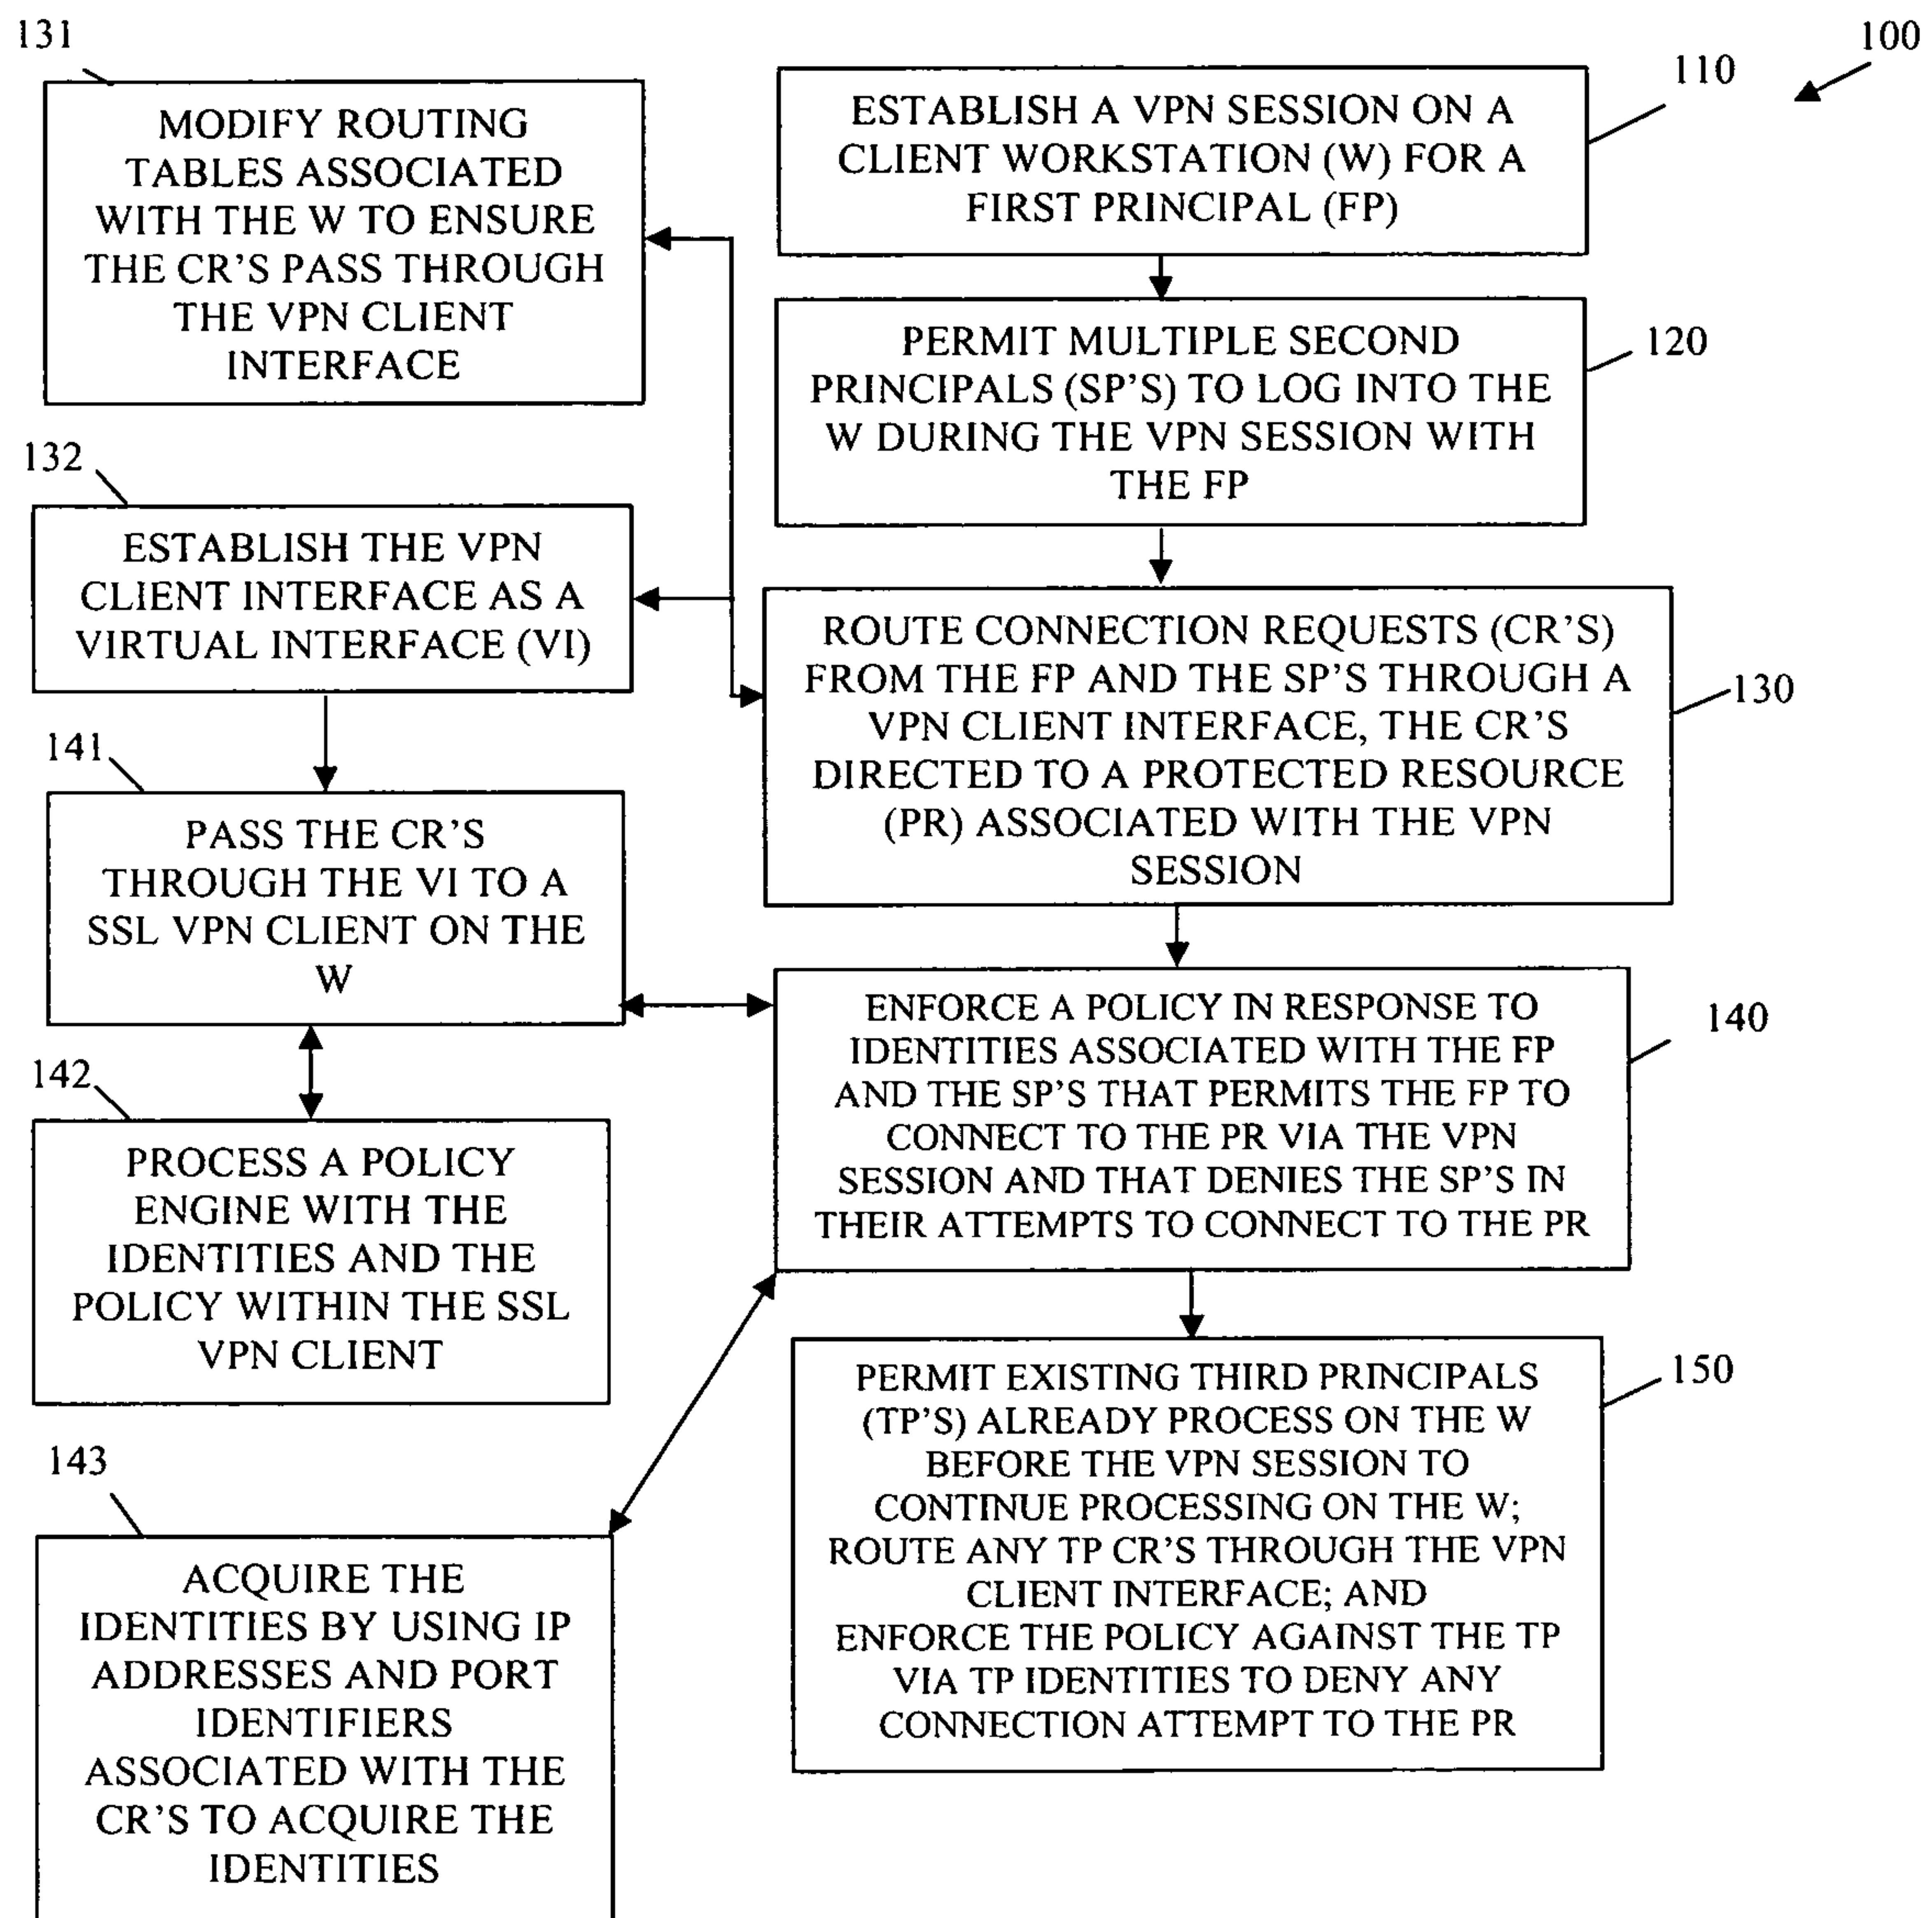 100
110
ESTABLISH A VPN SESSION ON A
CLIENT WORKSTATION (W) FOR A
FIRST PRINCIPAL (FP)
120
PERMIT MULTIPLE SECOND
PRINCIPALS (SP'S) TO LOG INTO THE
W DURING THE VPN SESSION WITH
THE FP
130
ROUTE CONNECTION REQUESTS (CR'S)
FROM THE FP AND THE SP'S THROUGH A
VPN CLIENT INTERFACE, THE CR'S
DIRECTED TO A PROTECTED RESOURCE
(PR) ASSOCIATED WITH THE VPN
SESSION
131
MODIFY ROUTING
TABLES ASSOCIATED
WITH THE W TO ENSURE
THE CR'S PASS THROUGH
THE VPN CLIENT
INTERFACE
132
ESTABLISH THE VPN
CLIENT INTERFACE AS A
VIRTUAL INTERFACE (VI)
140
ENFORCE A POLICY IN RESPONSE TO
IDENTITIES ASSOCIATED WITH THE FP
AND THE SP'S THAT PERMITS THE FP TO
CONNECT TO THE PR VIA THE VPN
SESSION AND THAT DENIES THE SP'S IN
THEIR ATTEMPTS TO CONNECT TO THE PR
141
PASS THE CR'S
THROUGH THE VI TO A
SSL VPN CLIENT ON THE
W
142
PROCESS A POLICY
ENGINE WITH THE
IDENTITIES AND THE
POLICY WITHIN THE SSL
VPN CLIENT
143
ACQUIRE THE
IDENTITIES BY USING IP
ADDRESSES AND PORT
IDENTIFIERS
ASSOCIATED WITH THE
CR'S TO ACQUIRE THE
IDENTITIES
150
PERMIT EXISTING THIRD PRINCIPALS
(TP'S) ALREADY PROCESS ON THE W
BEFORE THE VPN SESSION TO
CONTINUE PROCESSING ON THE W;
ROUTE ANY TP CR'S THROUGH THE VPN
CLIENT INTERFACE; AND
ENFORCE THE POLICY AGAINST THE TP
VIA TP IDENTITIES TO DENY ANY
CONNECTION ATTEMPT TO THE PR